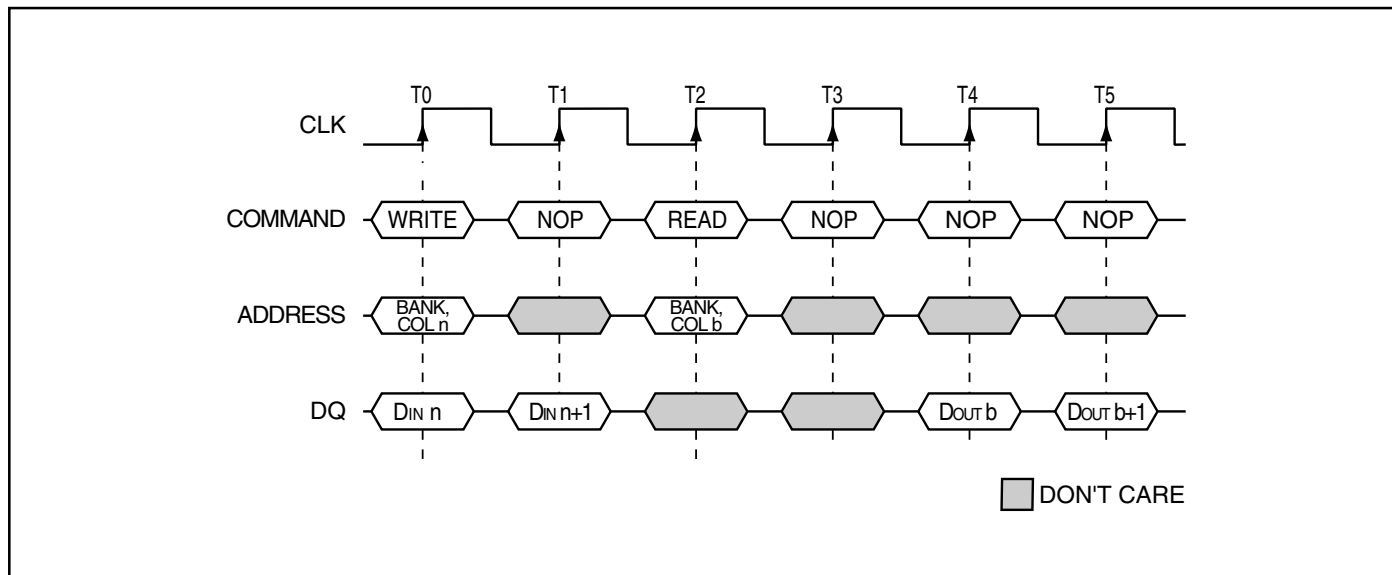 T0 T1 T2 T3 T4 T5
CLK
COMMAND WRITE NOP READ NOP NOP NOP
ADDRESS BANK, COL n BANK, COL b
DQ DIN n DIN n+1 DOUT b DOUT b+1
DON'T CARE